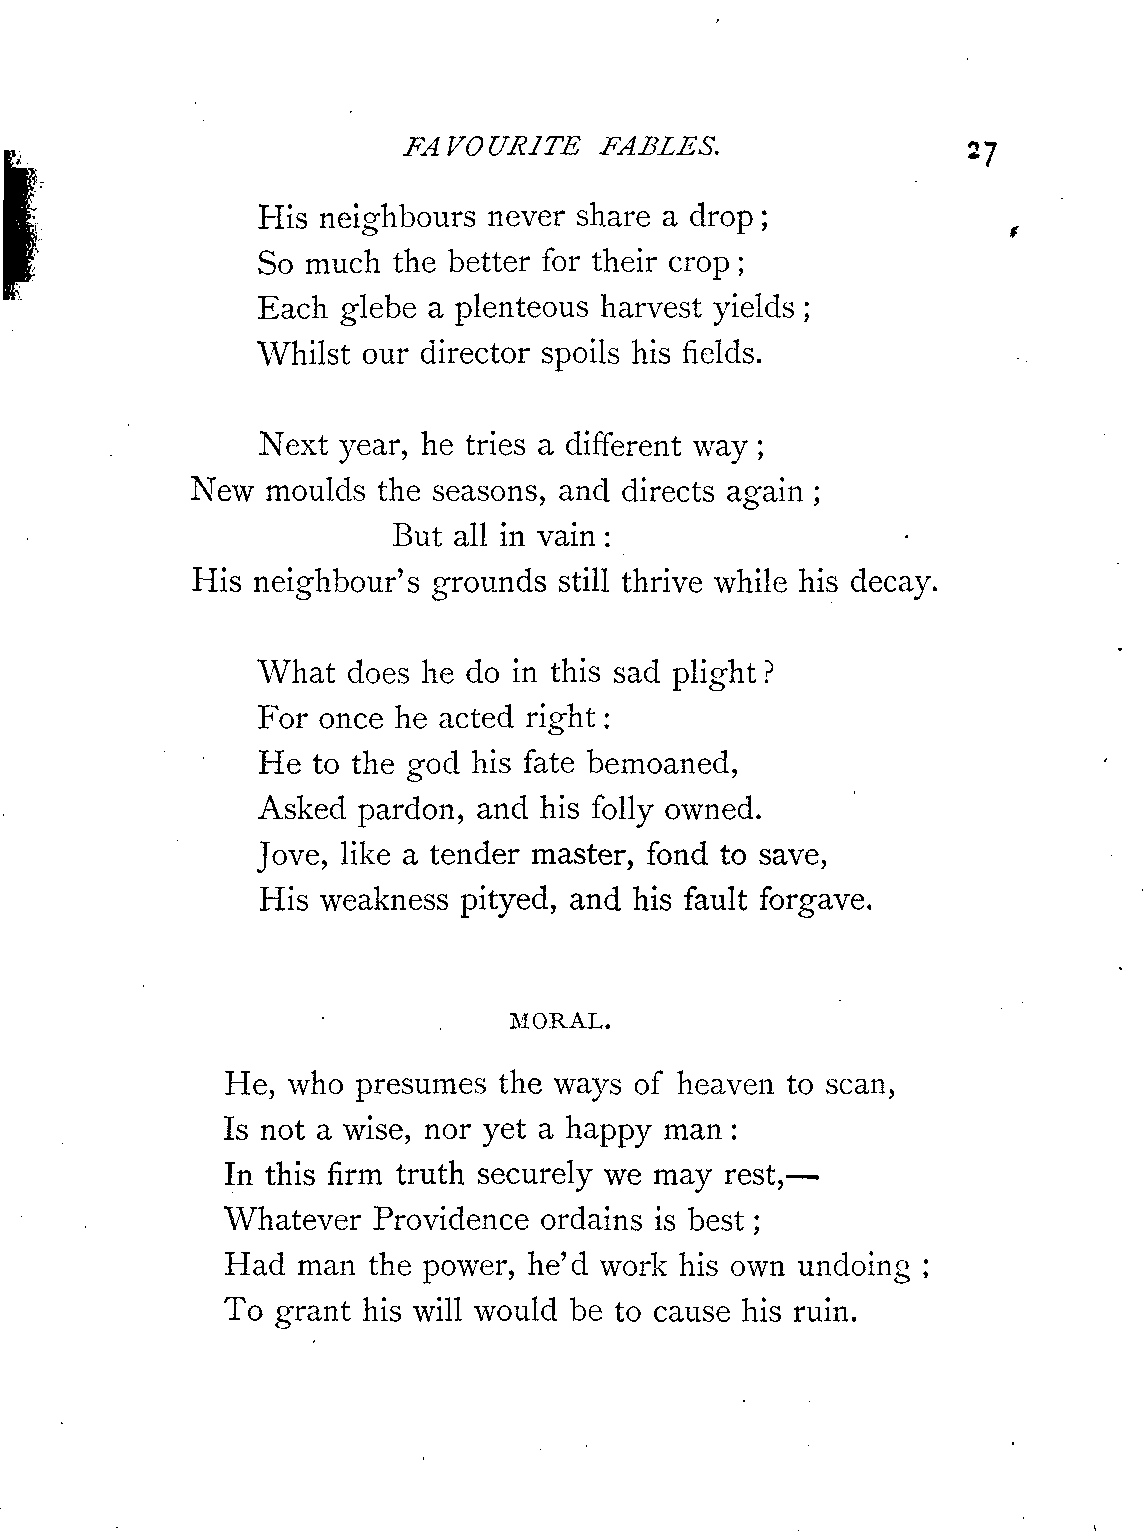 FAVOURITE FABLES. 27
His neighbours never share a drop;
So much the better for their crop;
Each glebe a plenteous harvest yields;
Whilst our director spoils his fields.
Next year, he tries a different way;
New moulds the seasons, and directs again;
But all in vain:
His neighbour's grounds still thrive while his decay.
What does he do in this sad plight?
For once he acted right:
He to the god his fate bemoaned,
Asked pardon, and his folly owned.
Jove, like a tender master, fond to save,
His weakness pityed, and his fault forgave.
MORAL.
He, who presumes the ways of heaven to scan,
Is not a wise, nor yet a happy man:
In this firm truth securely we may rest,—
Whatever Providence ordains is best;
Had man the power, he'd work his own undoing;
To grant his will would be to cause his ruin.